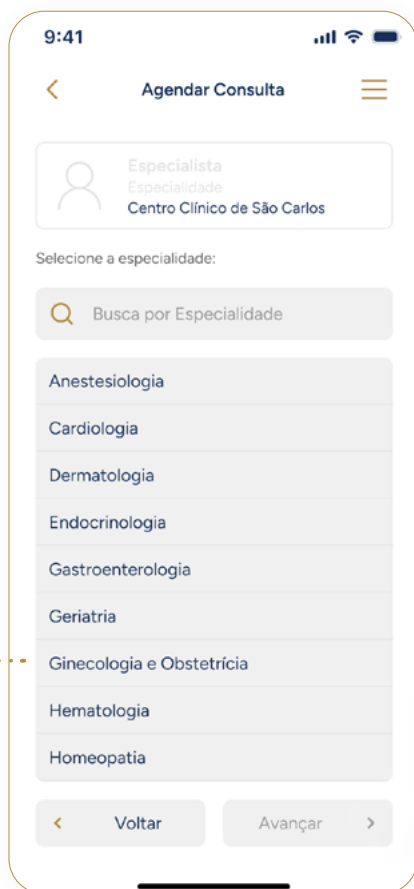 9:41
Agendar Consulta
Especialista
Especialidade
Centro Clínico de São Carlos
Selecione a especialidade:
Busca por Especialidade
Anestesiologia
Cardiologia
Dermatologia
Endocrinologia
Gastroenterologia
Geriatria
Ginecologia e Obstetrícia
Hematologia
Homeopatia
Voltar
Avançar